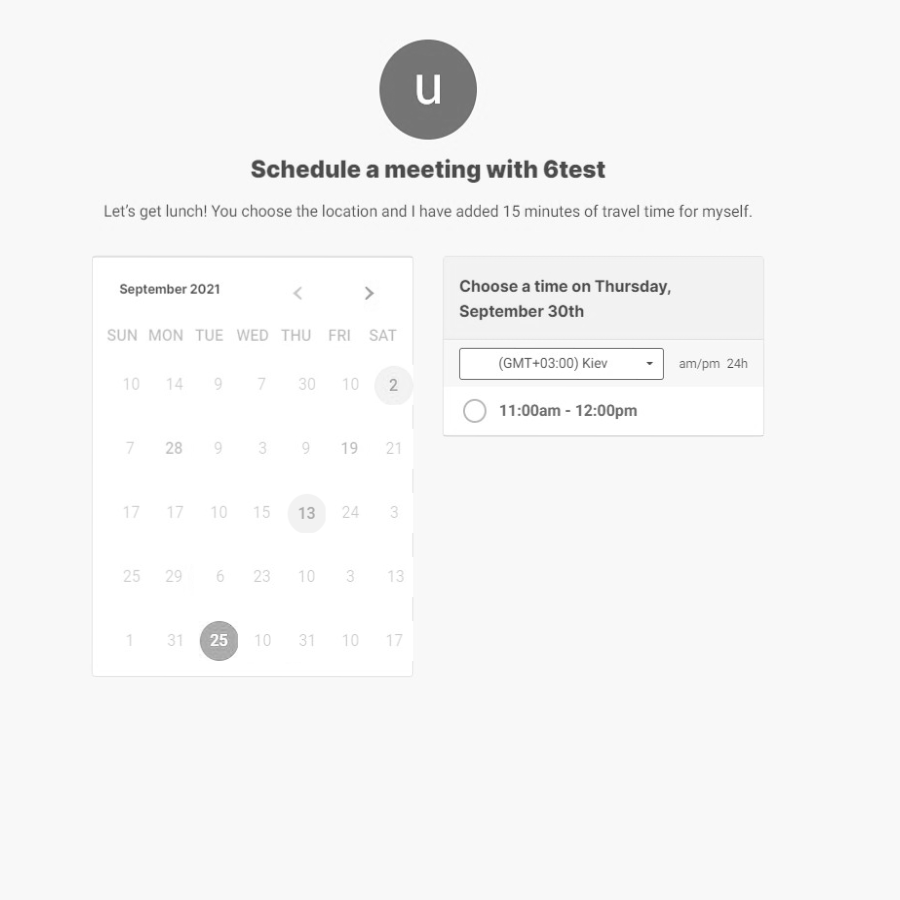 u
Schedule a meeting with 6test
Let's get lunch! You choose the location and I have added 15 minutes of travel time for myself.
September 2021
SUN MON TUE WED THU FRI SAT
10 14 9 7 30 10 2
7 28 9 3 9 19 21
17 17 10 15 13 24 3
25 29 6 23 10 3 13
1 31 25 10 31 10 17
Choose a time on Thursday,
September 30th
(GMT+03:00) Kiev am/pm 24h
11:00am - 12:00pm